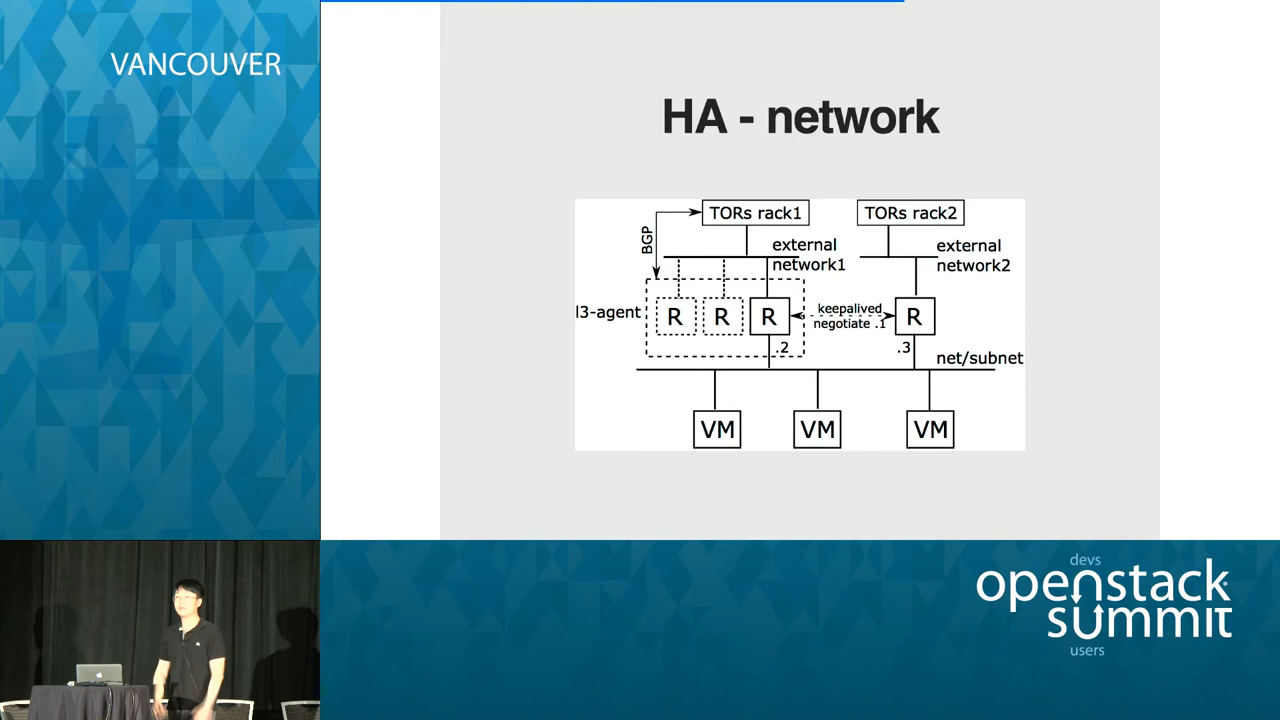 VANCOUVER
HA - network
TORs rack1
TORs rack2
BGP
external
network1
external
network2
l3-agent
R
R
R
keepalived
negotiate .1
R
.2
.3
net/subnet
VM
VM
VM
devs
openstack
summit
users